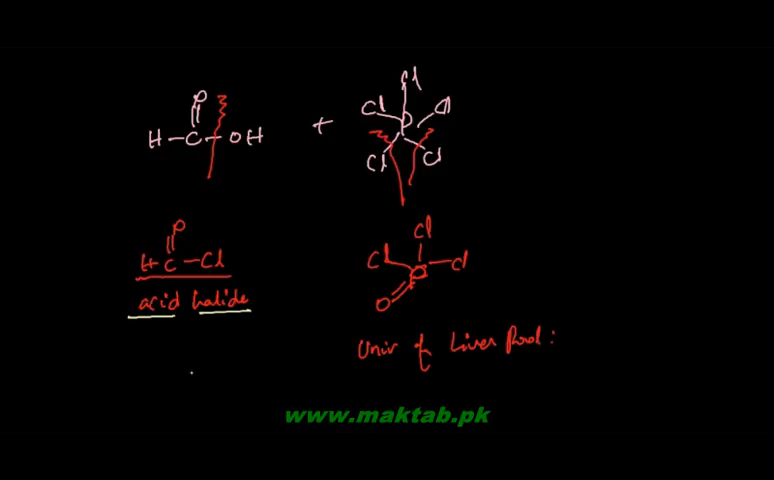 O Cl
Cl P Cl
H - C - OH +
Cl Cl
O Cl
H C - Cl Cl P Cl
O
acid halide
Univ of Liver Pool :
www.maktab.pk